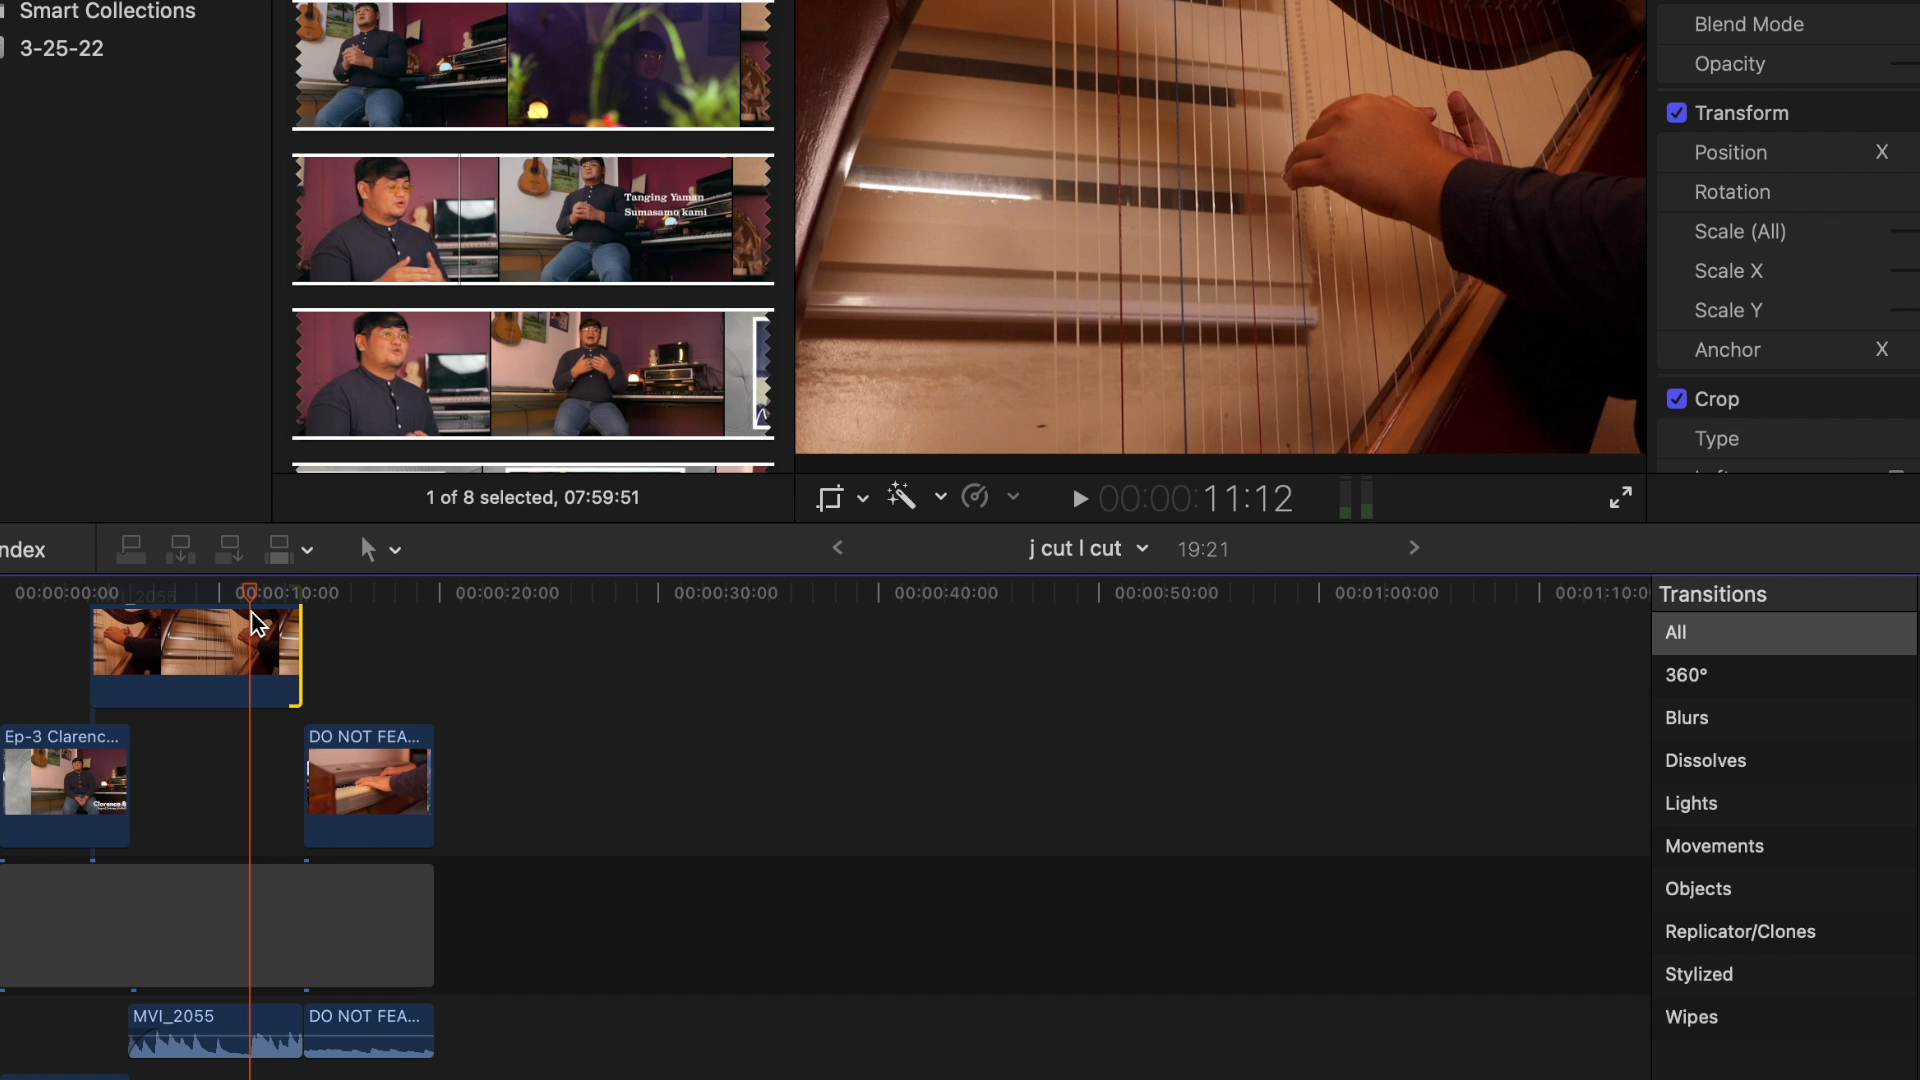 Smart Collections
3-25-22
Tanging Yaman
Sumasamo kami
1 of 8 selected, 07:59:51
00:00:11:12
Blend Mode
Opacity
Transform
Position X
Rotation
Scale (All)
Scale X
Scale Y
Anchor X
Crop
Type
ndex
j cut l cut 19:21
00:00:00:00 00:00:10:00 00:00:20:00 00:00:30:00 00:00:40:00 00:00:50:00 00:01:00:00 00:01:10:0
_2055
Ep-3 Clarenc...
DO NOT FEA...
MVI_2055
DO NOT FEA...
Transitions
All
360°
Blurs
Dissolves
Lights
Movements
Objects
Replicator/Clones
Stylized
Wipes